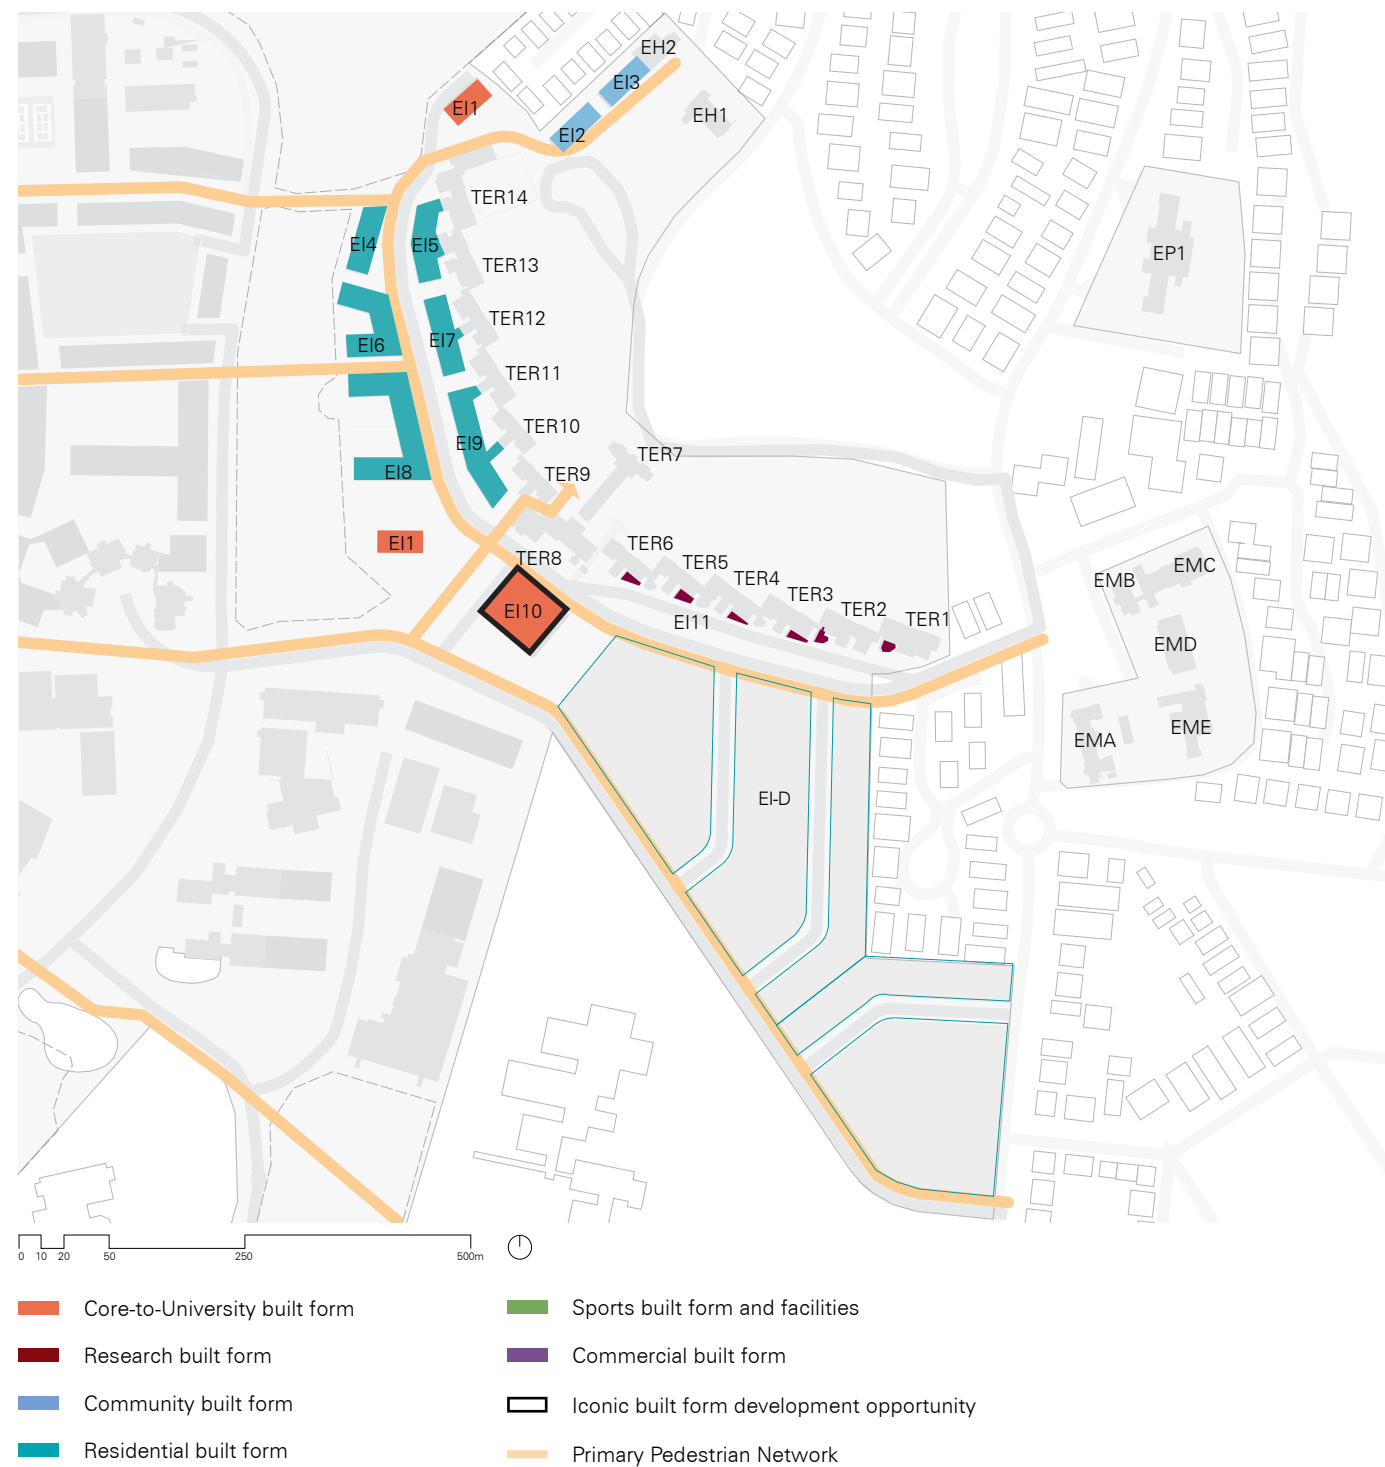 EH2
EI3
EI1
EH1
EI2
TER14
EI4
EI5
EP1
TER13
TER12
EI6
EI7
TER11
TER10
EI9
TER7
EI8
TER9
EI1
TER6
TER8
TER5
EMC
TER4
EMB
TER3
EI10
TER2
EI11
TER1
EMD
EME
EMA
EI-D
0 10 20 50 250 500m
Core-to-University built form
Research built form
Community built form
Residential built form
Sports built form and facilities
Commercial built form
Iconic built form development opportunity
Primary Pedestrian Network